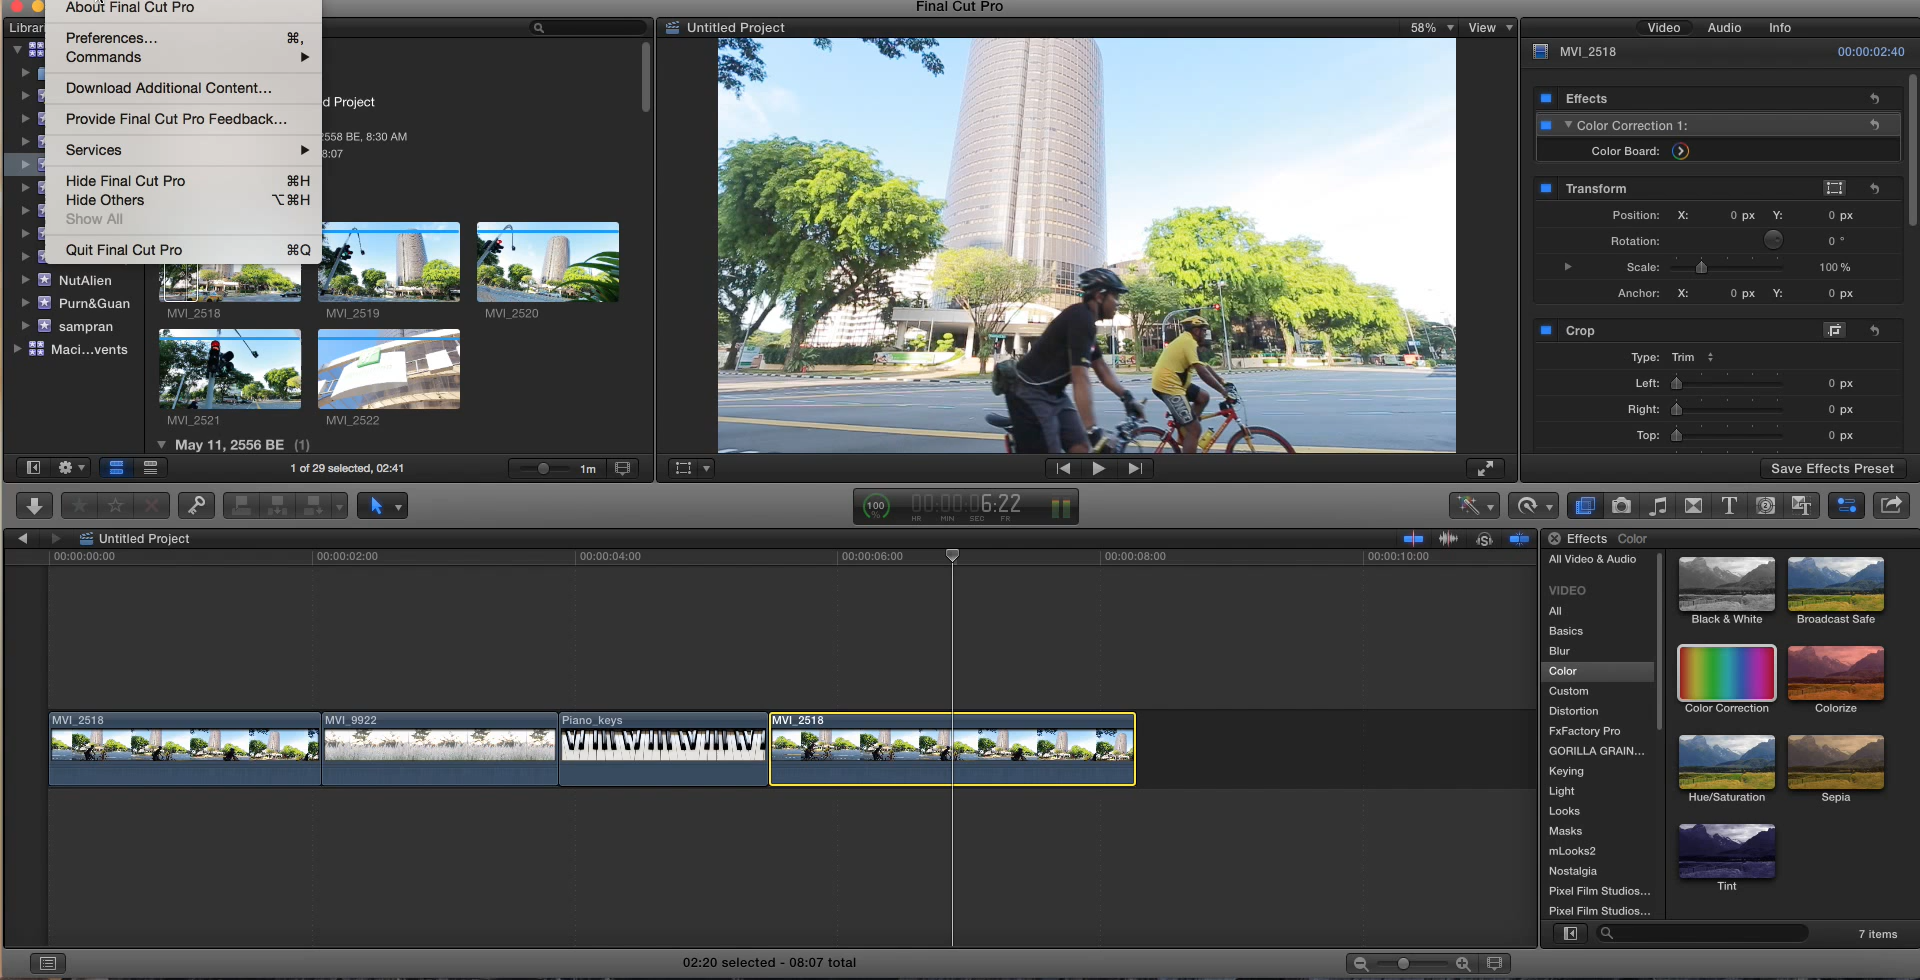 Final Cut Pro
About Final Cut Pro
Preferences... ⌘,
Commands
Download Additional Content...
Provide Final Cut Pro Feedback...
Services
Hide Final Cut Pro ⌘H
Hide Others ⌥⌘H
Show All
Quit Final Cut Pro ⌘Q
NutAlien
Purn&Guan
sampran
Maci...vents
d Project
558 BE, 8:30 AM
8:07
MVI_2518
MVI_2519
MVI_2520
MVI_2521
MVI_2522
May 11, 2556 BE (1)
1 of 29 selected, 02:41
1m
Untitled Project
58%
View
Video
Audio
Info
MVI_2518
00:00:02:40
Effects
Color Correction 1:
Color Board:
Transform
Position: X: 0 px Y: 0 px
Rotation: 0 °
Scale: 100 %
Anchor: X: 0 px Y: 0 px
Crop
Type: Trim
Left: 0 px
Right: 0 px
Top: 0 px
Save Effects Preset
100
%
00:00:06:22
HR MIN SEC FR
Untitled Project
00:00:00:00
00:00:02:00
00:00:04:00
00:00:06:00
00:00:08:00
00:00:10:00
MVI_2518
MVI_9922
Piano_keys
MVI_2518
Effects
Color
All Video & Audio
VIDEO
All
Basics
Blur
Color
Custom
Distortion
FxFactory Pro
GORILLA GRAIN...
Keying
Light
Looks
Masks
mLooks2
Nostalgia
Pixel Film Studios...
Pixel Film Studios...
Black & White
Broadcast Safe
Color Correction
Colorize
Hue/Saturation
Sepia
Tint
7 items
02:20 selected - 08:07 total